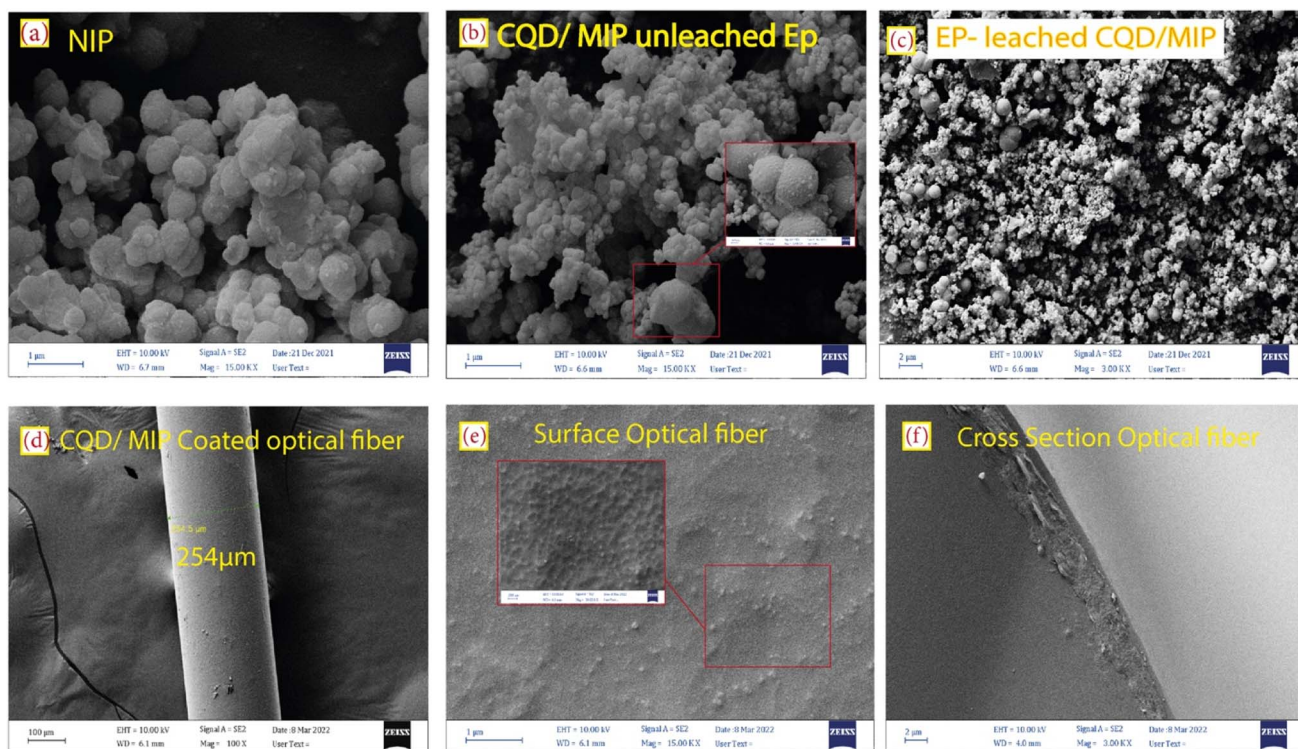 (a) NIP
1 μm EHT = 10.00 kV Signal A = SE2 Date :21 Dec 2021 ZEISS
WD = 6.7 mm Mag = 15.00 KX User Text =
(b) CQD/ MIP unleached Ep
1 μm EHT = 10.00 kV Signal A = SE2 Date :21 Dec 2021 ZEISS
WD = 6.6 mm Mag = 15.00 KX User Text =
(c) EP- leached CQD/MIP
2 μm EHT = 10.00 kV Signal A = SE2 Date :21 Dec 2021 ZEISS
WD = 6.6 mm Mag = 3.00 KX User Text =
(d) CQD/ MIP Coated optical fiber
254μm
100 μm EHT = 10.00 kV Signal A = SE2 Date :8 Mar 2022 ZEISS
WD = 6.1 mm Mag = 100 X User Text =
(e) Surface Optical fiber
1 μm EHT = 10.00 kV Signal A = SE2 Date :8 Mar 2022 ZEISS
WD = 6.1 mm Mag = 15.00 KX User Text =
(f) Cross Section Optical fiber
2 μm EHT = 10.00 kV Signal A = SE2 Date :8 Mar 2022 ZEISS
WD = 4.0 mm Mag = 3.00 KX User Text =